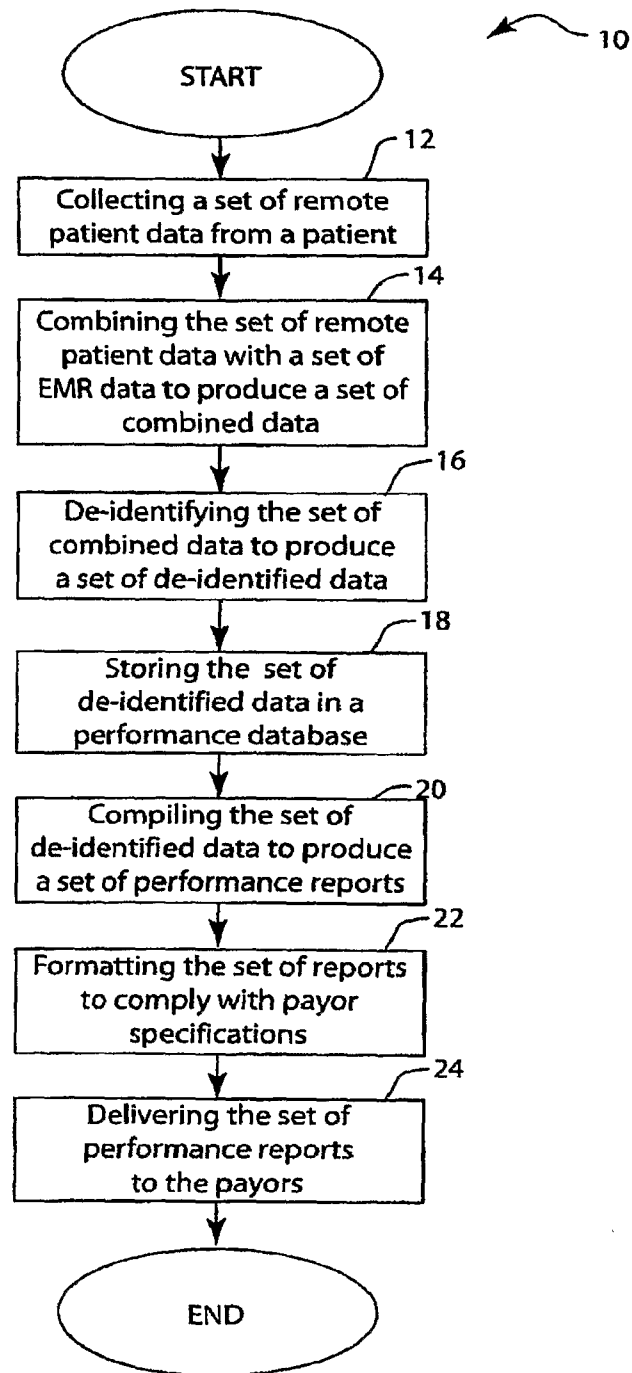 START
10
12
Collecting a set of remote
patient data from a patient
14
Combining the set of remote
patient data with a set of
EMR data to produce a set of
combined data
16
De-identifying the set of
combined data to produce
a set of de-identified data
18
Storing the set of
de-identified data in a
performance database
20
Compiling the set of
de-identified data to produce
a set of performance reports
22
Formatting the set of reports
to comply with payor
specifications
24
Delivering the set of
performance reports
to the payors
END